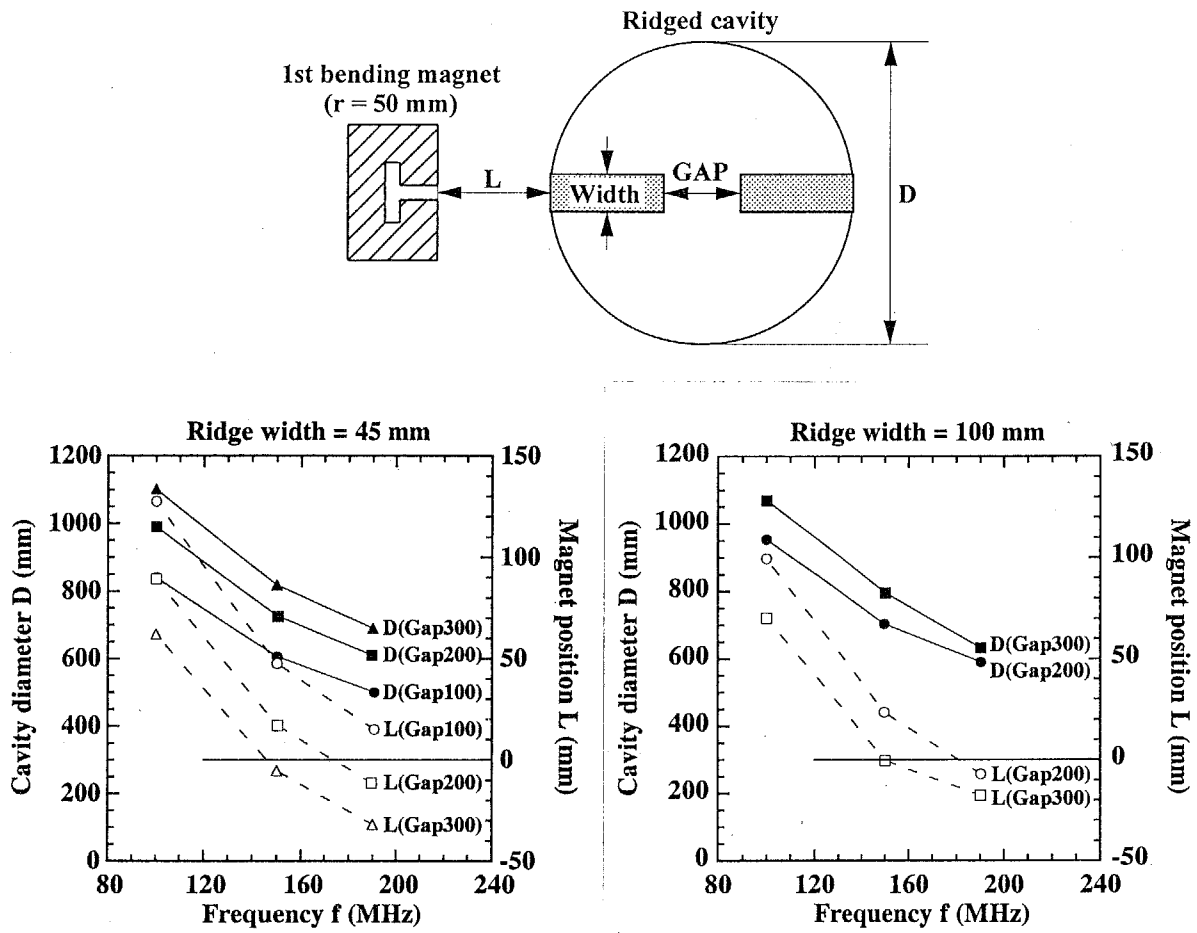 Ridged cavity
1st bending magnet
(r = 50 mm)
L
Width
GAP
D
Ridge width = 45 mm
1200
1000
800
600
400
200
0
Cavity diameter D (mm)
150
100
50
0
-50
Magnet position L (mm)
D(Gap300)
D(Gap200)
D(Gap100)
L(Gap100)
L(Gap200)
L(Gap300)
80 120 160 200 240
Frequency f (MHz)
Ridge width = 100 mm
1200
1000
800
600
400
200
0
Cavity diameter D (mm)
150
100
50
0
-50
Magnet position L (mm)
D(Gap300)
D(Gap200)
L(Gap200)
L(Gap300)
80 120 160 200 240
Frequency f (MHz)